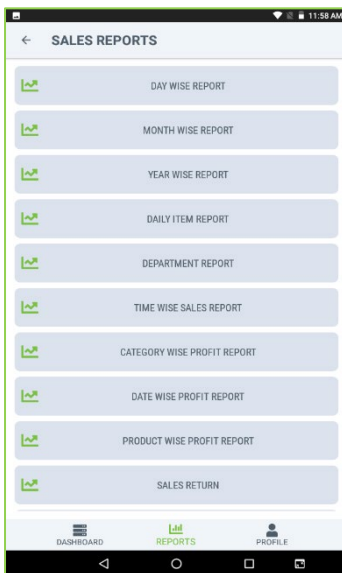 11:58 AM
SALES REPORTS
DAY WISE REPORT
MONTH WISE REPORT
YEAR WISE REPORT
DAILY ITEM REPORT
DEPARTMENT REPORT
TIME WISE SALES REPORT
CATEGORY WISE PROFIT REPORT
DATE WISE PROFIT REPORT
PRODUCT WISE PROFIT REPORT
SALES RETURN
DASHBOARD REPORTS PROFILE